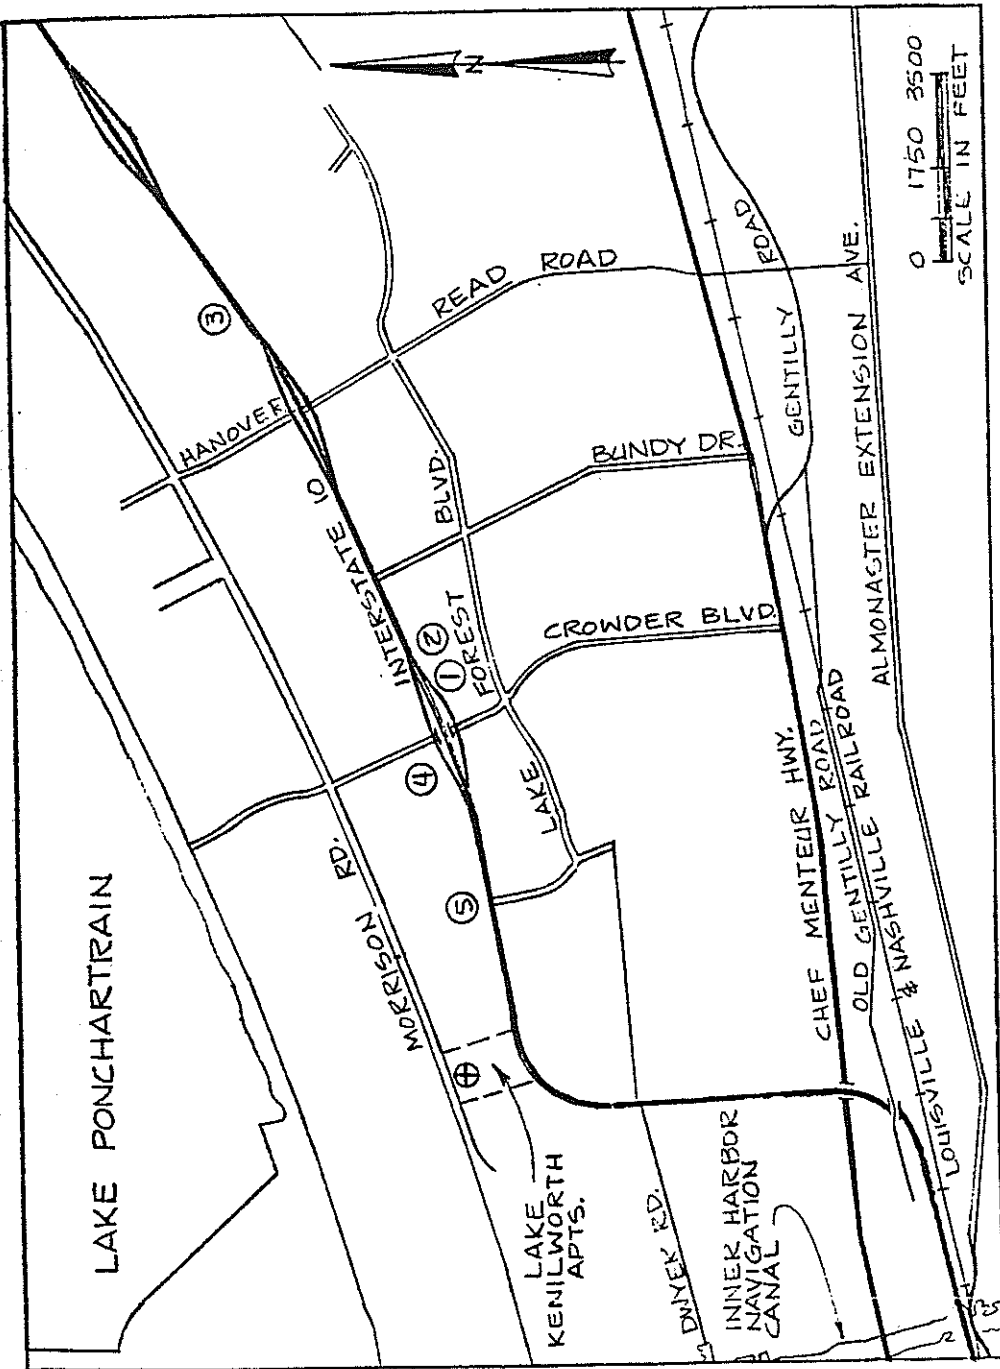 LAKE PONCHARTRAIN
HANOVER
③
READ ROAD
N
INTERSTATE 10
BLVD.
BUNDY DR.
GENTILLY ROAD
FOREST
①
②
CROWDER BLVD.
④
LAKE
MORRISON RD.
⑤
CHEF MENTEUR HWY.
OLD GENTILLY ROAD
LOUISVILLE & NASHVILLE RAILROAD
ALMONASTER EXTENSION AVE.
LAKE
KENILWORTH
APTS.
DWYER RD.
INNER HARBOR
NAVIGATION
CANAL
0 1750 3500
SCALE IN FEET